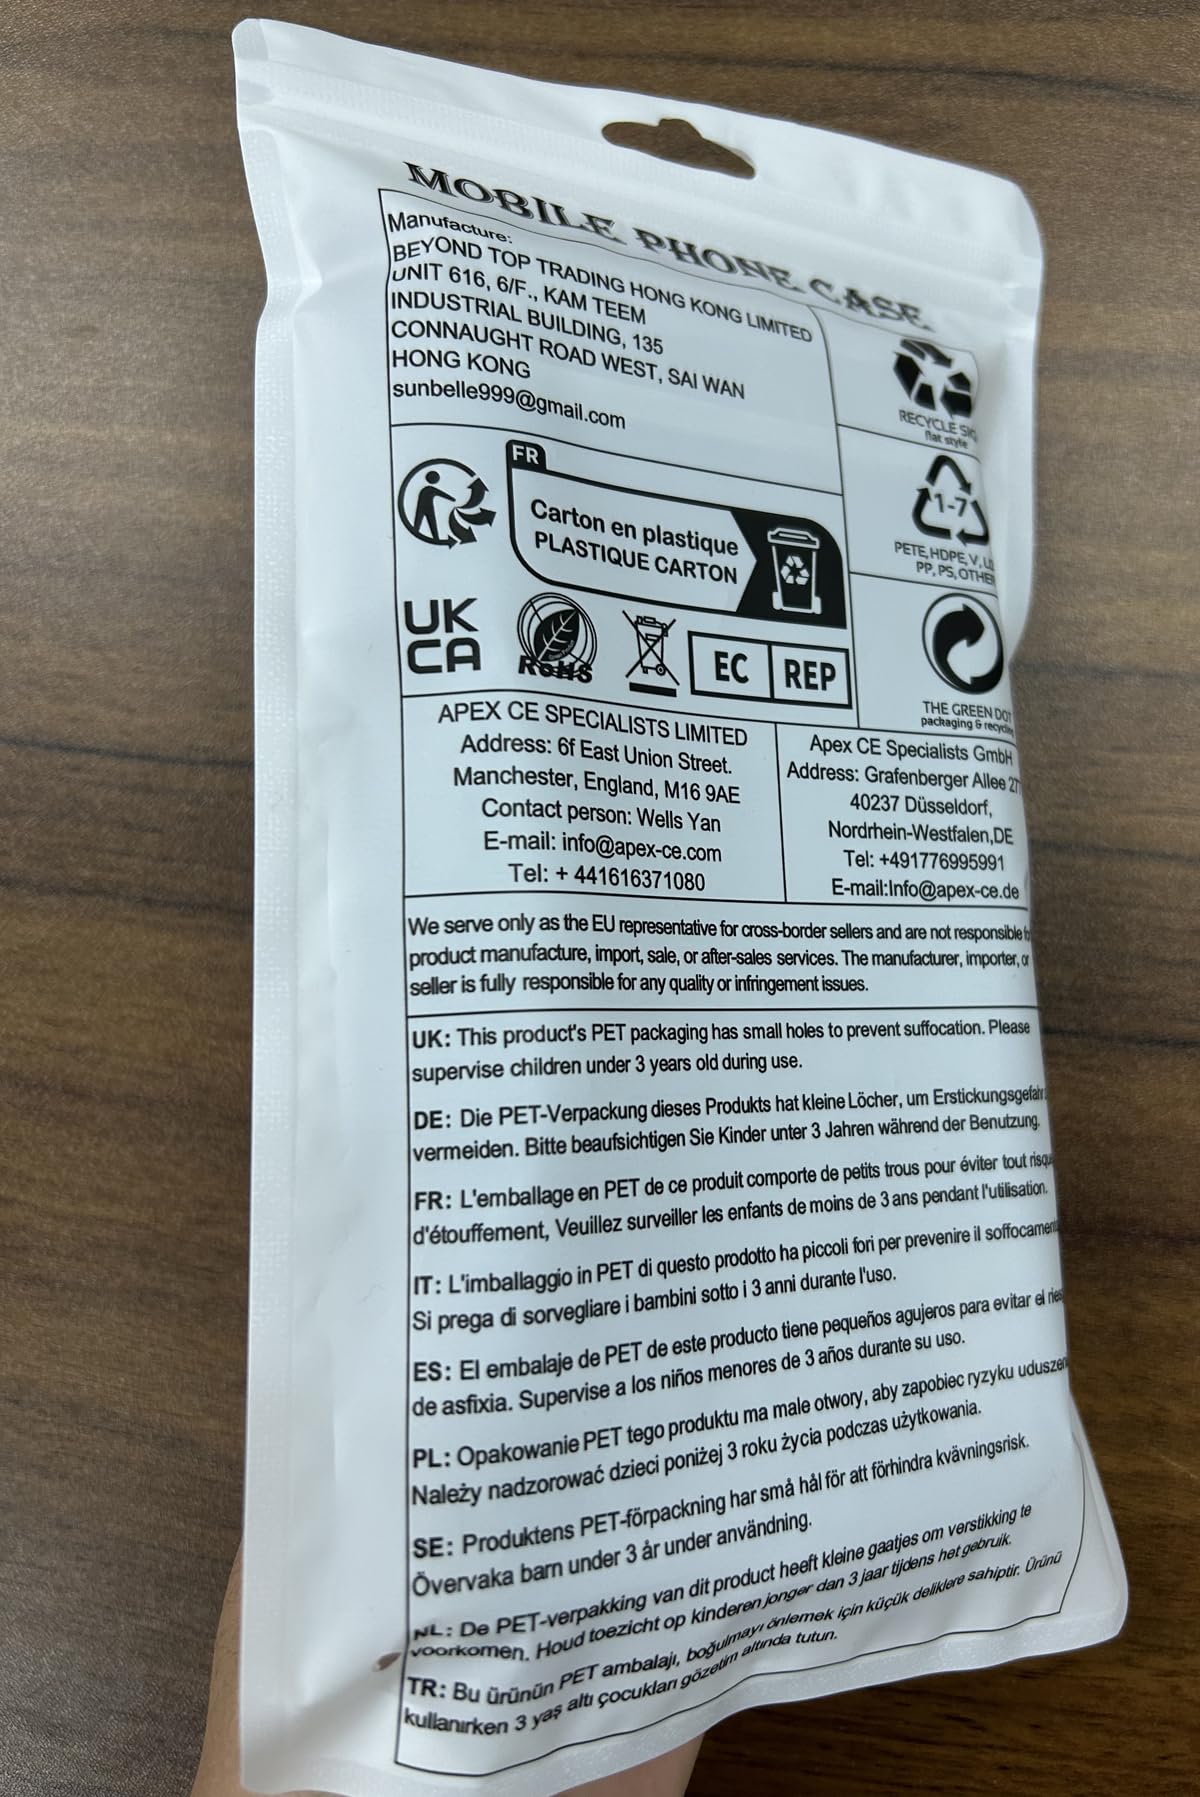 MOBILE PHONE CASE
Manufacture:
BEYOND TOP TRADING HONG KONG LIMITED
UNIT 616, 6/F., KAM TEEM
INDUSTRIAL BUILDING, 135
CONNAUGHT ROAD WEST, SAI WAN
HONG KONG
sunbelle999@gmail.com
RECYCLE
flat style
1-7
PETE, HDPE, V,
PP, PS,
THE GREEN DOT
packaging &
FR
Carton en plastique
PLASTIQUE CARTON
UK
CA
RoHS
EC REP
APEX CE SPECIALISTS LIMITED
Address: 6f East Union Street.
Manchester, England, M16 9AE
Contact person: Wells Yan
E-mail: info@apex-ce.com
Tel: + 441616371080
Apex CE Specialists GmbH
Address: Grafenberger Allee
40237 Düsseldorf,
Nordrhein-Westfalen,DE
Tel: +491776995991
E-mail:Info@apex-ce.de
We serve only as the EU representative for cross-border sellers and are not responsible
product manufacture, import, sale, or after-sales services. The manufacturer, importer, or
seller is fully responsible for any quality or infringement issues.
UK: This product's PET packaging has small holes to prevent suffocation. Please
supervise children under 3 years old during use.
DE: Die PET-Verpackung dieses Produkts hat kleine Löcher, um Erstickungsgefahr
vermeiden. Bitte beaufsichtigen Sie Kinder unter 3 Jahren während der Benutzung.
FR: L'emballage en PET de ce produit comporte de petits trous pour éviter tout
d'étouffement, Veuillez surveiller les enfants de moins de 3 ans pendant l'utilisation.
IT: L'imballaggio in PET di questo prodotto ha piccoli fori per prevenire il
Si prega di sorvegliare i bambini sotto i 3 anni durante l'uso.
ES: El embalaje de PET de este producto tiene pequeños agujeros para evitar el
de asfixia. Supervise a los niños menores de 3 años durante su uso.
PL: Opakowanie PET tego produktu ma male otwory, aby zapobiec ryzyku
Należy nadzorować dzieci poniżej 3 roku życia podczas użytkowania.
SE: Produktens PET-förpackning har små hål för att förhindra kvävningsrisk.
Övervaka barn under 3 år under användning.
NL: De PET-verpakking van dit product heeft kleine gaatjes om verstikking te
voorkomen. Houd toezicht op kinderen jonger dan 3 jaar tijdens het gebruik.
TR: Bu ürünün PET ambalajı, boğulmayı önlemek için küçük deliklere sahiptir. Ürünü
kullanırken 3 yaş altı çocukları gözetim altında tutun.